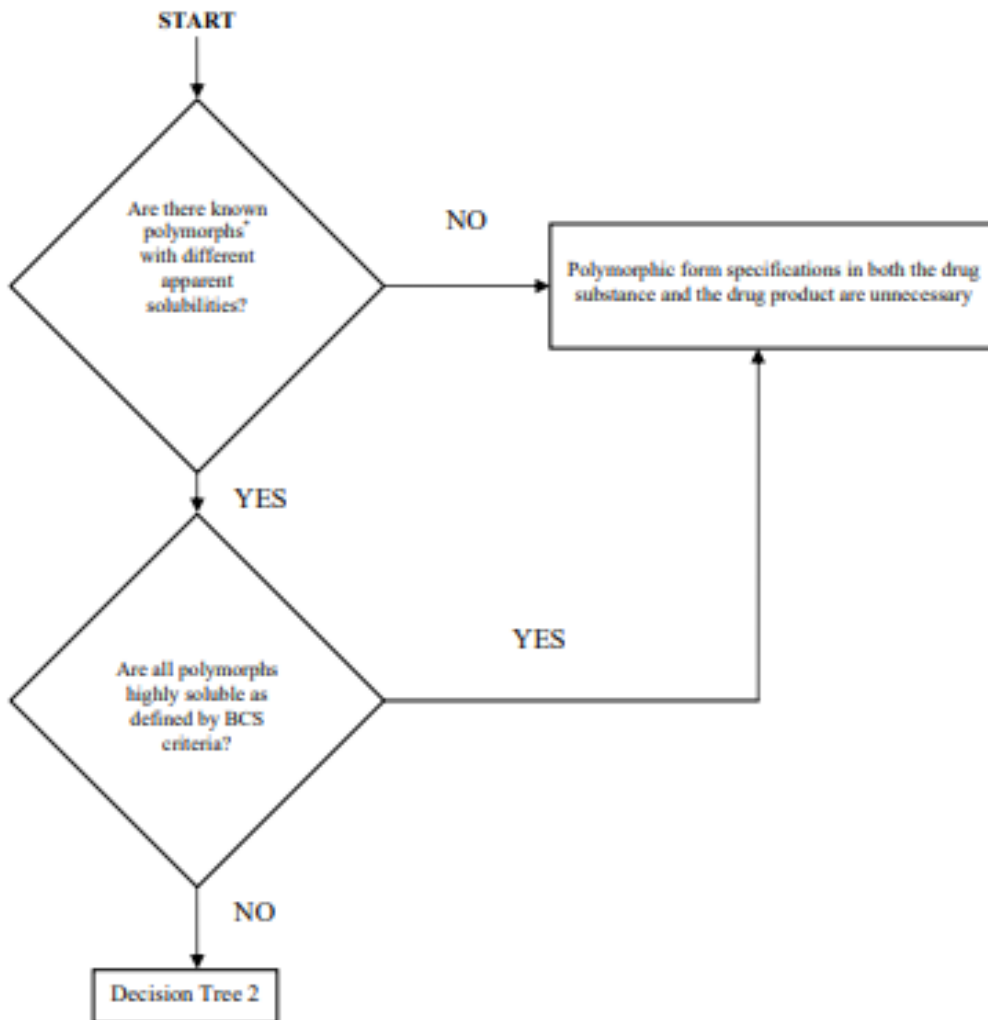 START
Are there known
polymorphs*
with different
apparent
solubilities?
NO
Polymorphic form specifications in both the drug
substance and the drug product are unnecessary
YES
Are all polymorphs
highly soluble as
defined by BCS
criteria?
YES
NO
Decision Tree 2